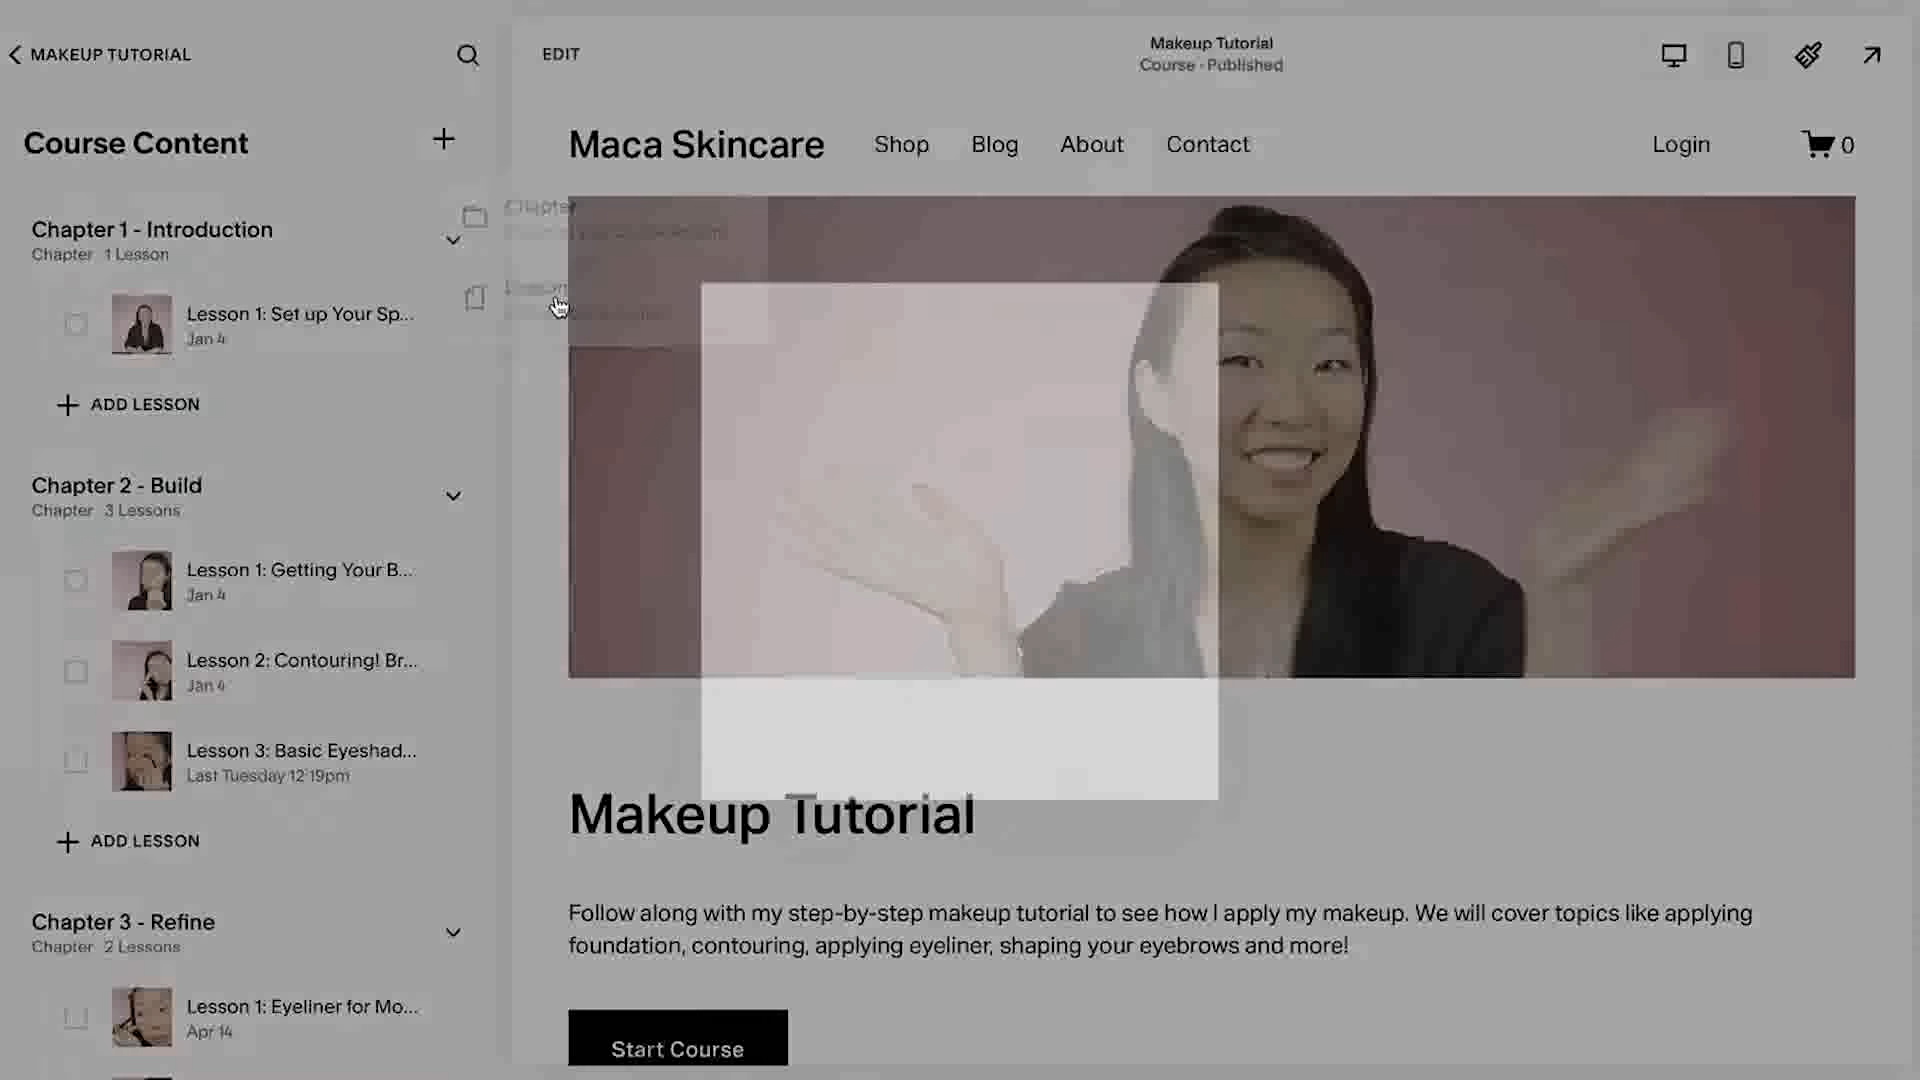 MAKEUP TUTORIAL
EDIT
Makeup Tutorial
Course · Published
Course Content
Maca Skincare
Shop
Blog
About
Contact
Login
0
Chapter
Lesson
Chapter 1 - Introduction
Chapter 1 Lesson
Lesson 1: Set up Your Sp...
Jan 4
ADD LESSON
Chapter 2 - Build
Chapter 3 Lessons
Lesson 1: Getting Your B...
Jan 4
Lesson 2: Contouring! Br...
Jan 4
Lesson 3: Basic Eyeshad...
Last Tuesday 12:19pm
ADD LESSON
Chapter 3 - Refine
Chapter 2 Lessons
Lesson 1: Eyeliner for Mo...
Apr 14
Makeup Tutorial
Follow along with my step-by-step makeup tutorial to see how I apply my makeup. We will cover topics like applying
foundation, contouring, applying eyeliner, shaping your eyebrows and more!
Start Course